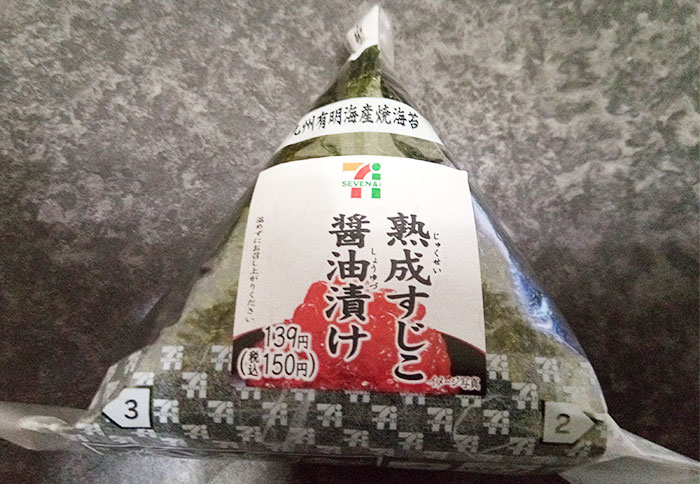 九州有明海産焼海苔
SEVEN&i
熟成すじこ
じゅくせい
醤油漬け
しょうゆづ
温めずにお召し上がりください
139円
(税込150円)
イメージ写真
3
2